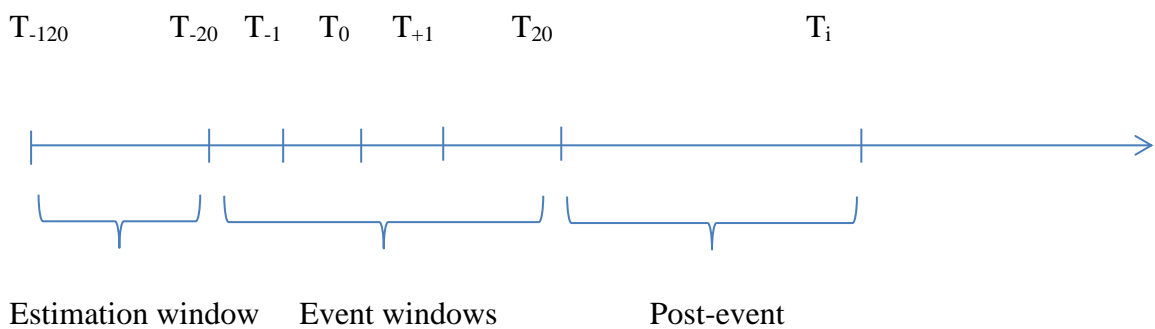 T-120 T-20 T-1 T0 T+1 T20 Ti
Estimation window Event windows Post-event